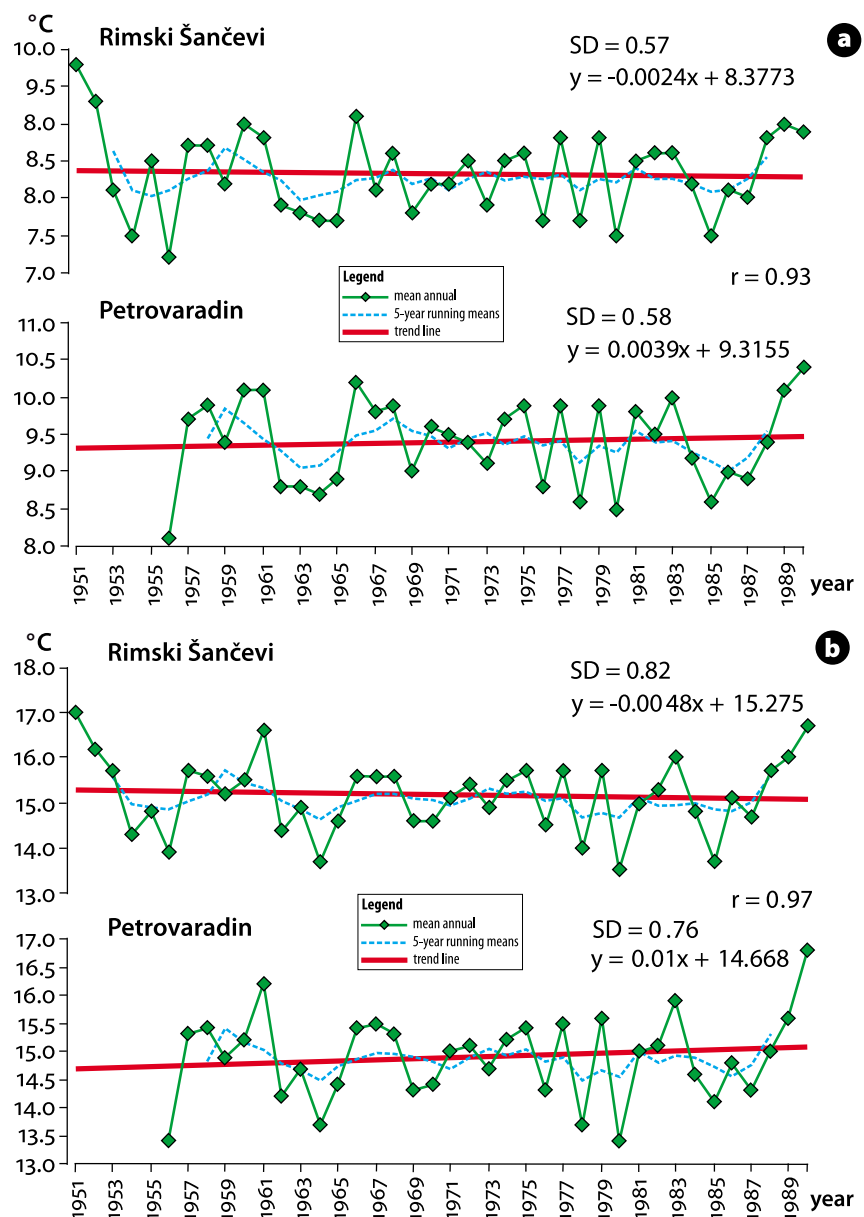 °C
Rimski Šančevi
a
SD = 0.57
y = -0.0024x + 8.3773
10.0
9.5
8.0
8.5
8.0
7.5
7.0
r = 0.93
Legend
mean annual
5-year running means
trend line
Petrovaradin
SD = 0.58
y = 0.0039x + 9.3155
11.0
10.5
10.0
9.5
9.0
8.5
8.0
1951 1953 1955 1957 1959 1961 1963 1965 1967 1969 1971 1973 1975 1977 1979 1981 1983 1985 1987 1989 year
°C
Rimski Šančevi
b
SD = 0.82
y = -0.0048x + 15.275
18.0
17.0
16.0
15.0
14.0
13.0
r = 0.97
Legend
mean annual
5-year running means
trend line
Petrovaradin
SD = 0.76
y = 0.01x + 14.668
17.0
16.5
16.0
15.5
15.0
14.5
14.0
13.5
13.0
1951 1953 1955 1957 1959 1961 1963 1965 1967 1969 1971 1973 1975 1977 1979 1981 1983 1985 1987 1989 year